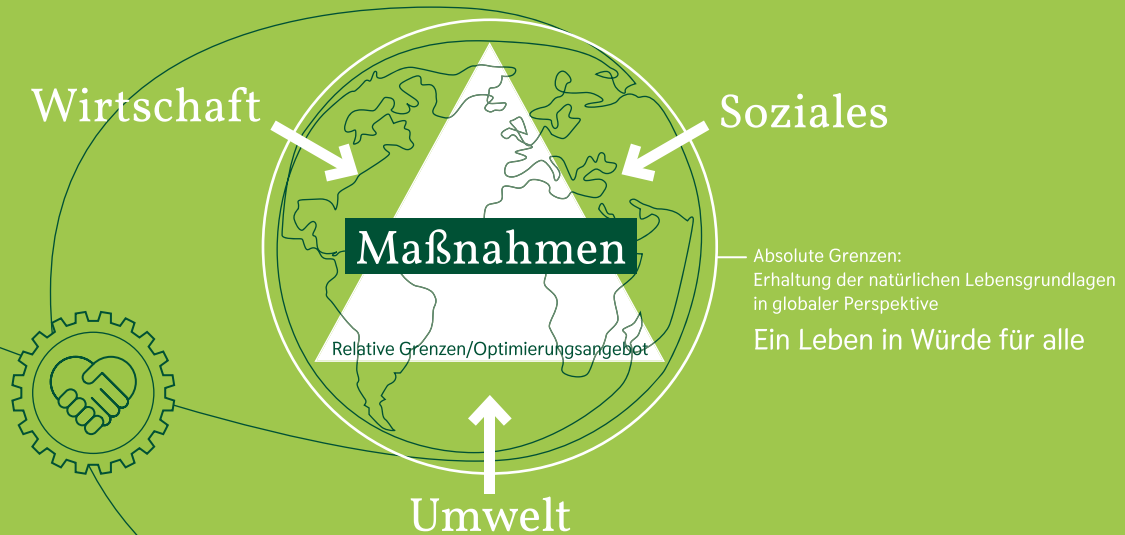 Wirtschaft
Soziales
Maßnahmen
Absolute Grenzen:
Erhaltung der natürlichen Lebensgrundlagen
in globaler Perspektive
Ein Leben in Würde für alle
Relative Grenzen/Optimierungsangebot
Umwelt